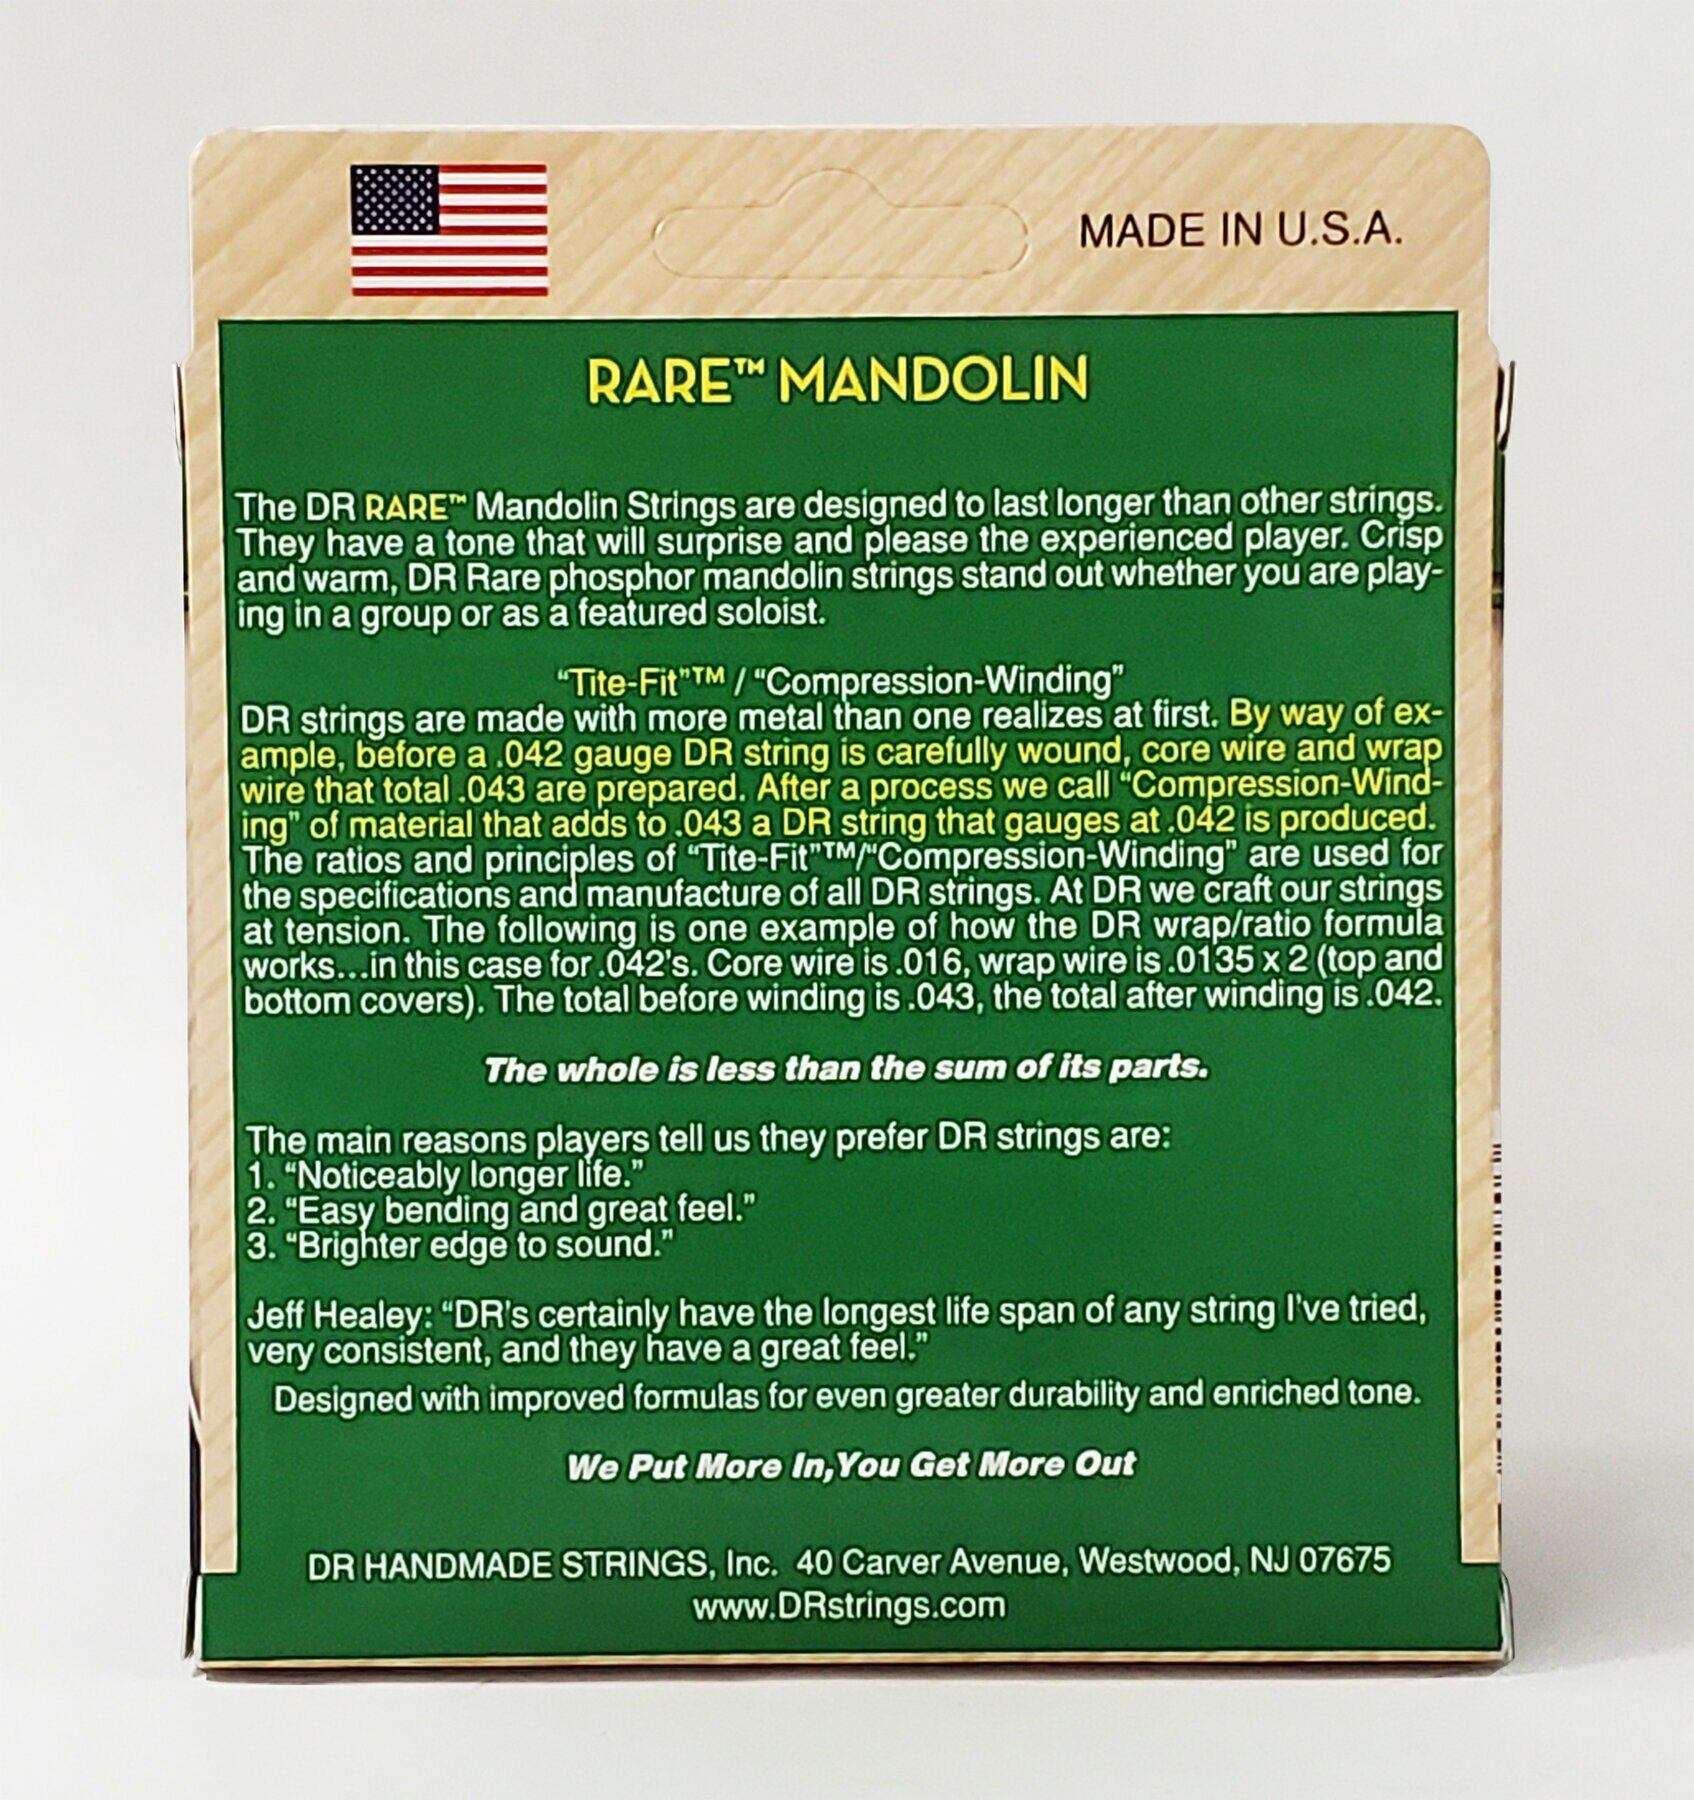 MADE IN U.S.A.
RARE™ MANDOLIN
The DR RARE™ Mandolin Strings are designed to last longer than other strings.
They have a tone that will surprise and please the experienced player. Crisp
and warm, DR Rare phosphor mandolin strings stand out whether you are play-
ing in a group or as a featured soloist.
“Tite-Fit”™ / “Compression-Winding”
DR strings are made with more metal than one realizes at first. By way of ex-
ample, before a .042 gauge DR string is carefully wound, core wire and wrap
wire that total .043 are prepared. After a process we call “Compression-Wind-
ing” of material that adds to .043 a DR string that gauges at .042 is produced.
The ratios and principles of “Tite-Fit”™/“Compression-Winding” are used for
the specifications and manufacture of all DR strings. At DR we craft our strings
at tension. The following is one example of how the DR wrap/ratio formula
works...in this case for .042's. Core wire is .016, wrap wire is .0135 x 2 (top and
bottom covers). The total before winding is .043, the total after winding is .042.
The whole is less than the sum of its parts.
The main reasons players tell us they prefer DR strings are:
1. “Noticeably longer life.”
2. “Easy bending and great feel.”
3. “Brighter edge to sound.”
Jeff Healey: “DR's certainly have the longest life span of any string I've tried,
very consistent, and they have a great feel.”
Designed with improved formulas for even greater durability and enriched tone.
We Put More In,You Get More Out
DR HANDMADE STRINGS, Inc. 40 Carver Avenue, Westwood, NJ 07675
www.DRstrings.com